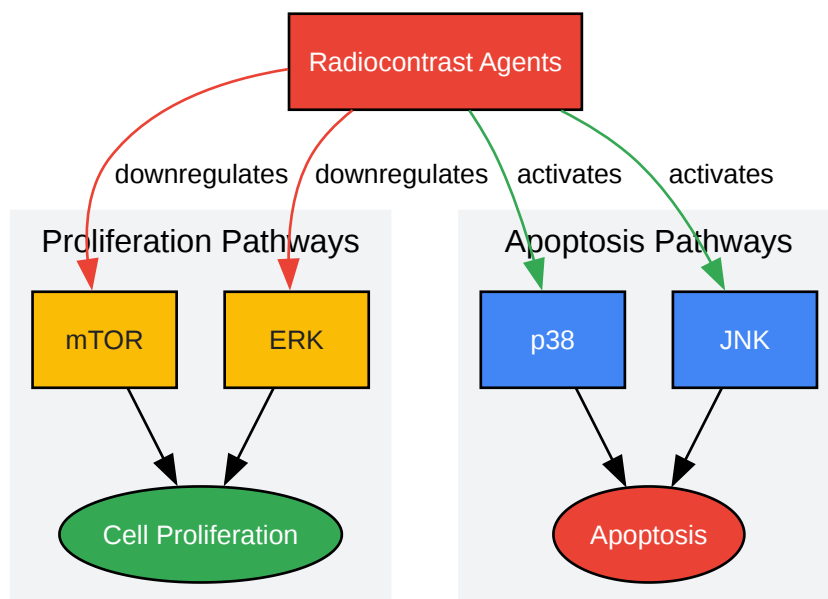 Radiocontrast Agents
downregulates
downregulates
activates
activates
Proliferation Pathways
Apoptosis Pathways
mTOR
ERK
p38
JNK
Cell Proliferation
Apoptosis